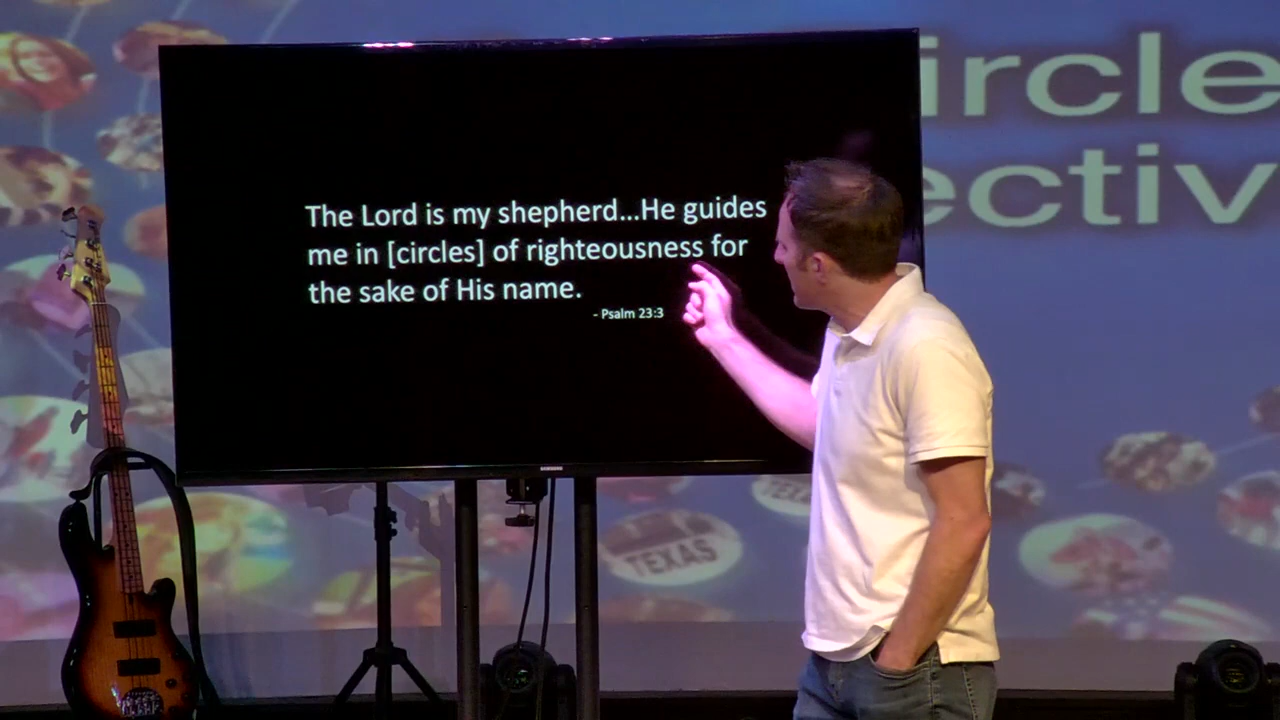 ircle
ectiv
The Lord is my shepherd...He guides
me in [circles] of righteousness for
the sake of His name.
- Psalm 23:3
TEXAS